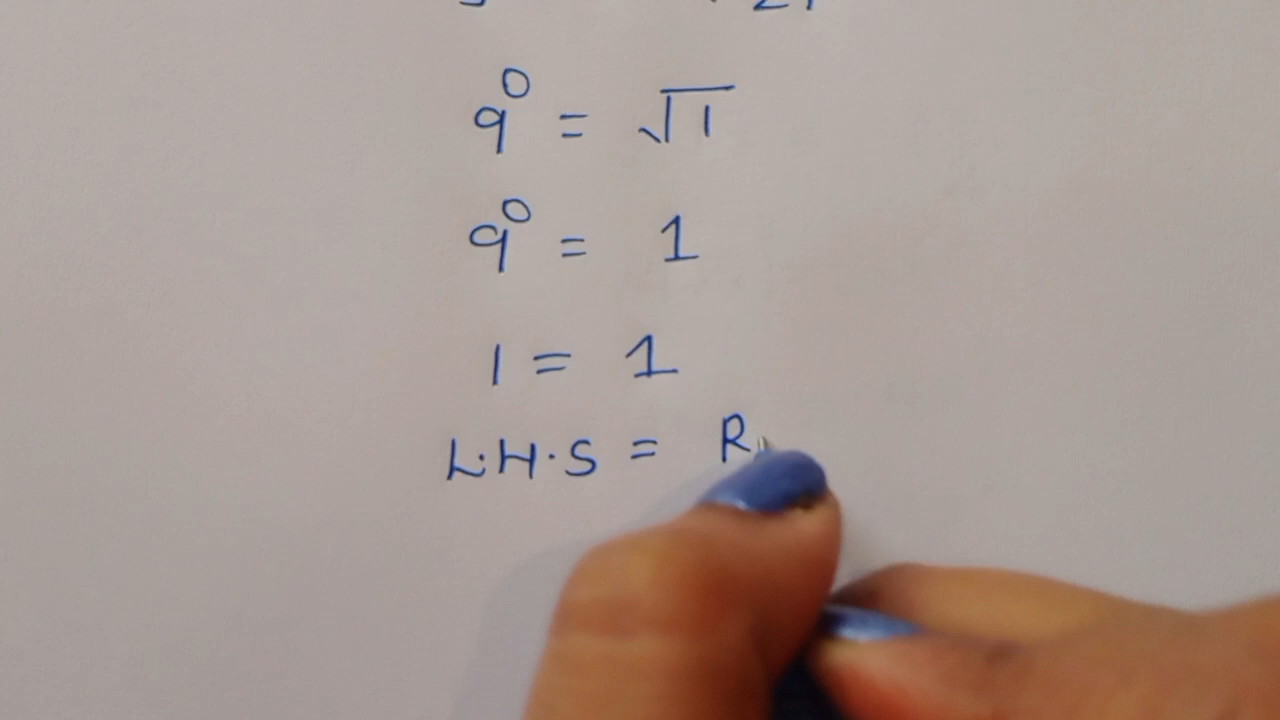 9⁰ = √1
9⁰ = 1
1 = 1
L.H.S = R.